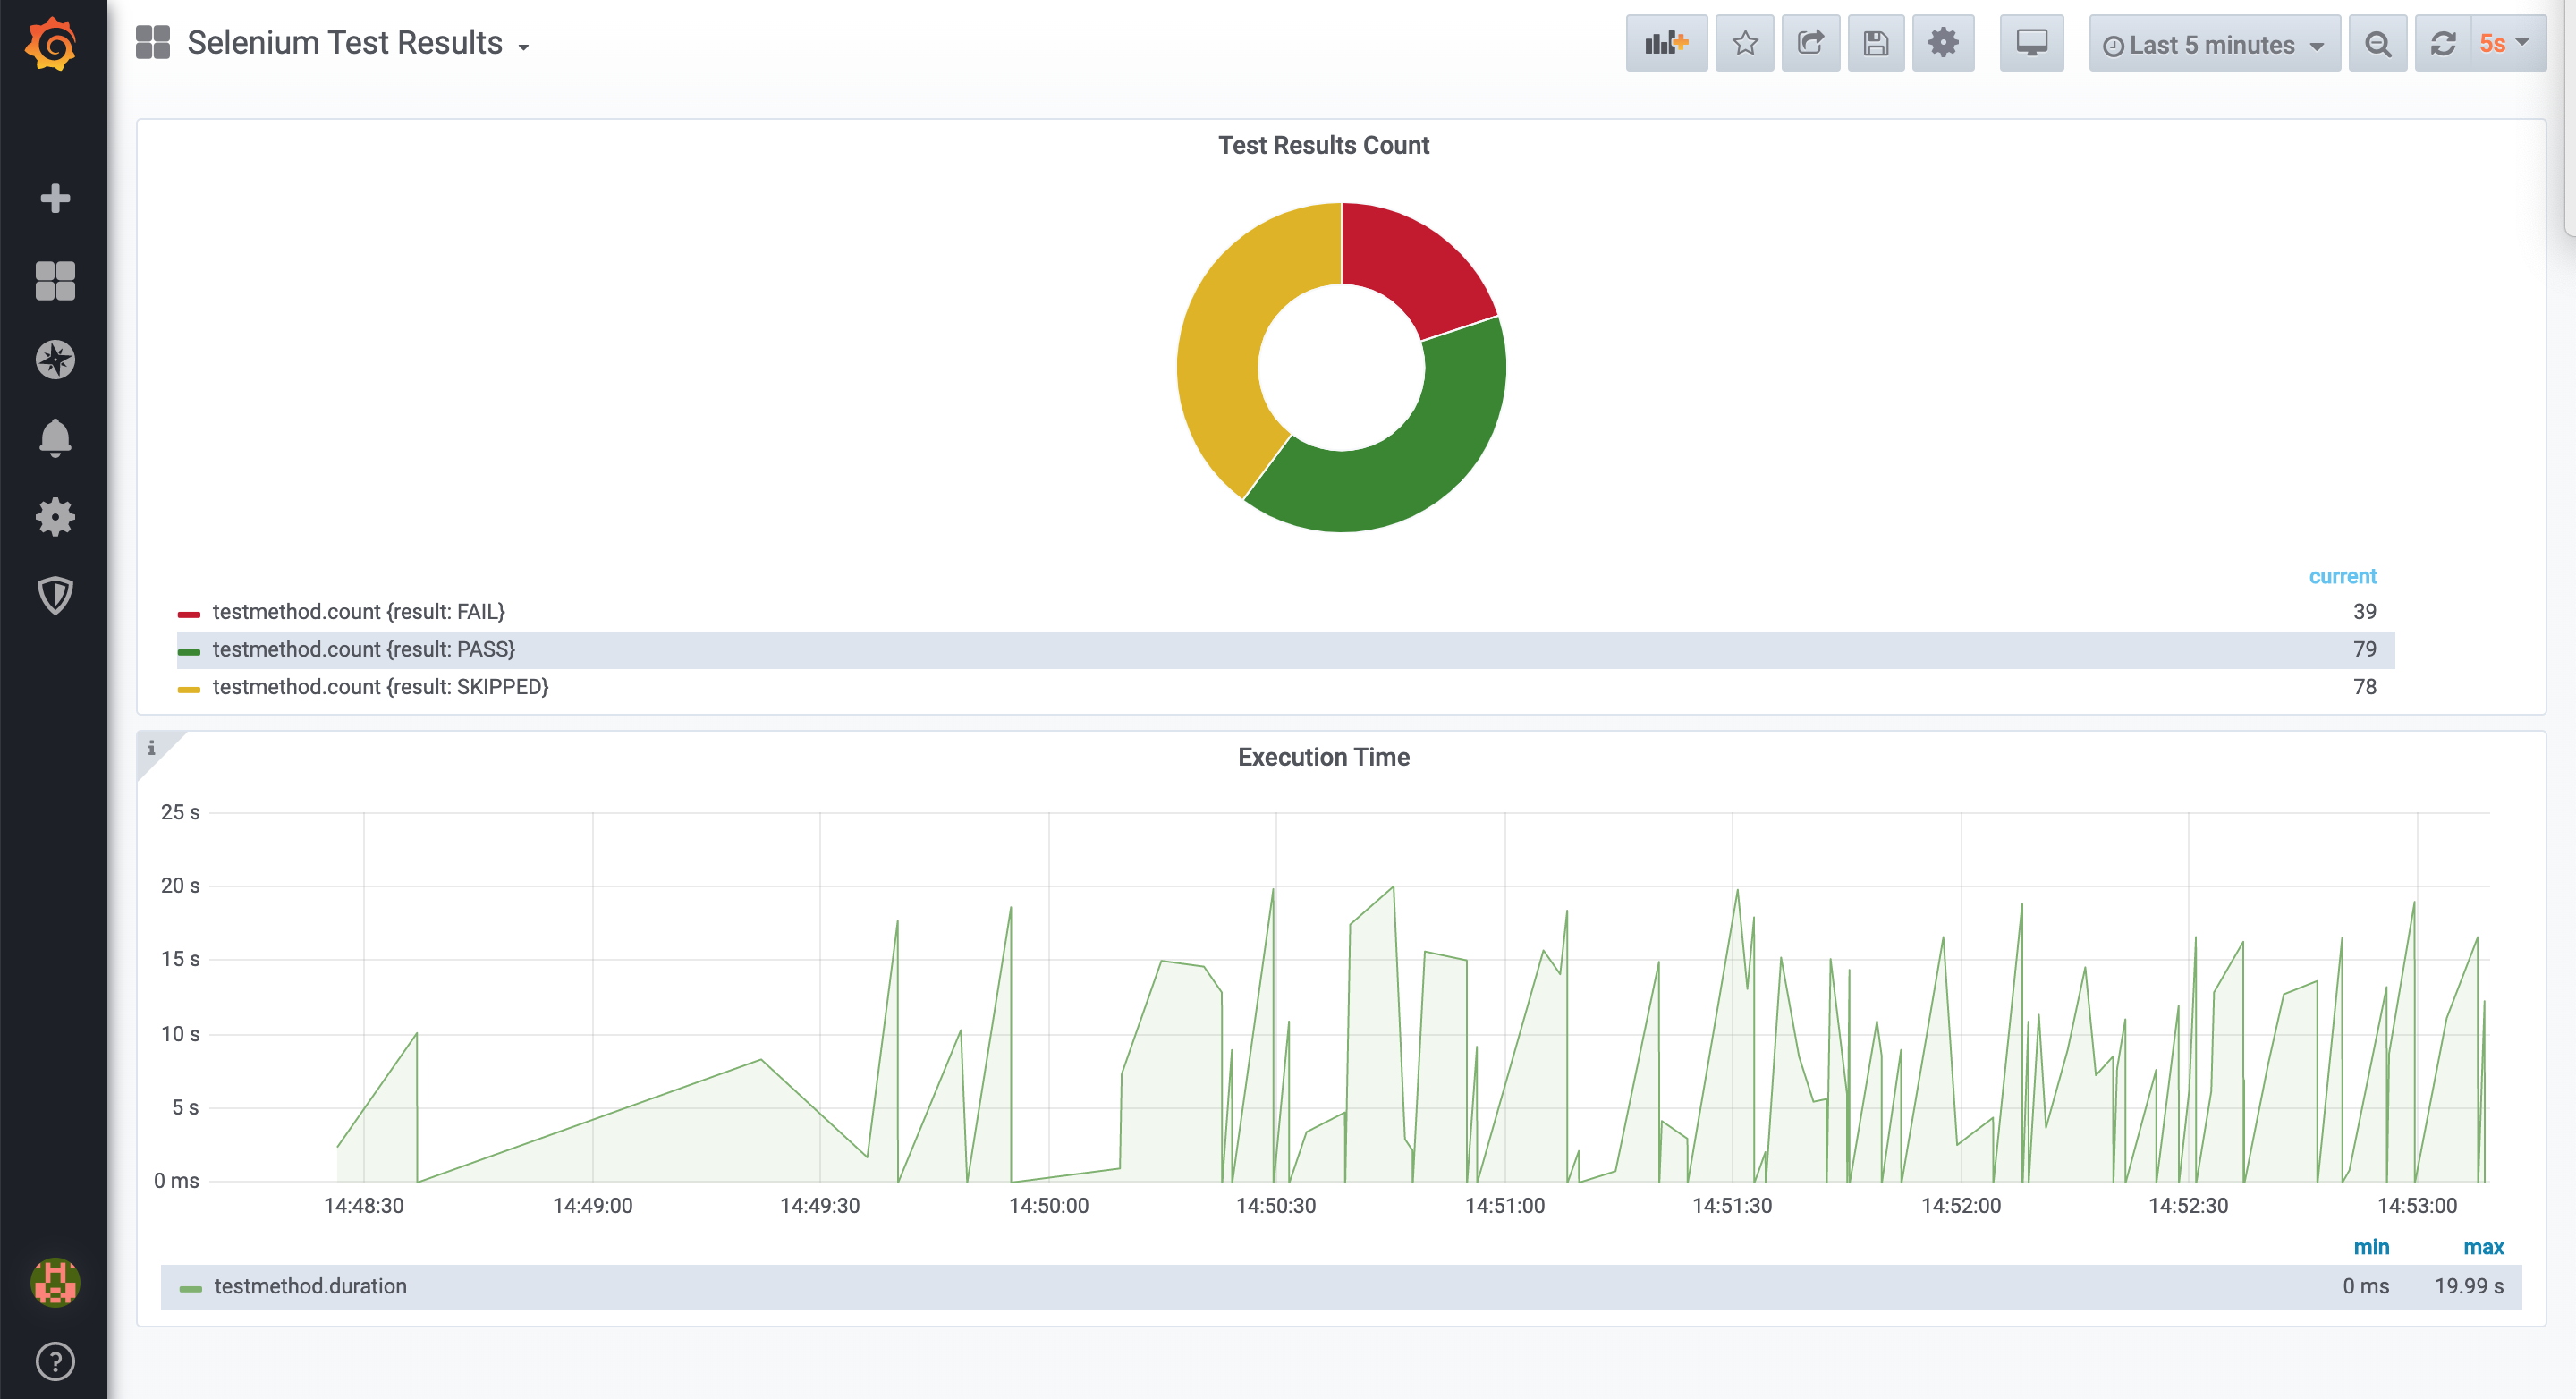 Selenium Test Results
Last 5 minutes
5s
Test Results Count
current
testmethod.count {result: FAIL} 39
testmethod.count {result: PASS} 79
testmethod.count {result: SKIPPED} 78
i
Execution Time
25 s
20 s
15 s
10 s
5 s
0 ms
14:48:30 14:49:00 14:49:30 14:50:00 14:50:30 14:51:00 14:51:30 14:52:00 14:52:30 14:53:00
min max
testmethod.duration 0 ms 19.99 s
?